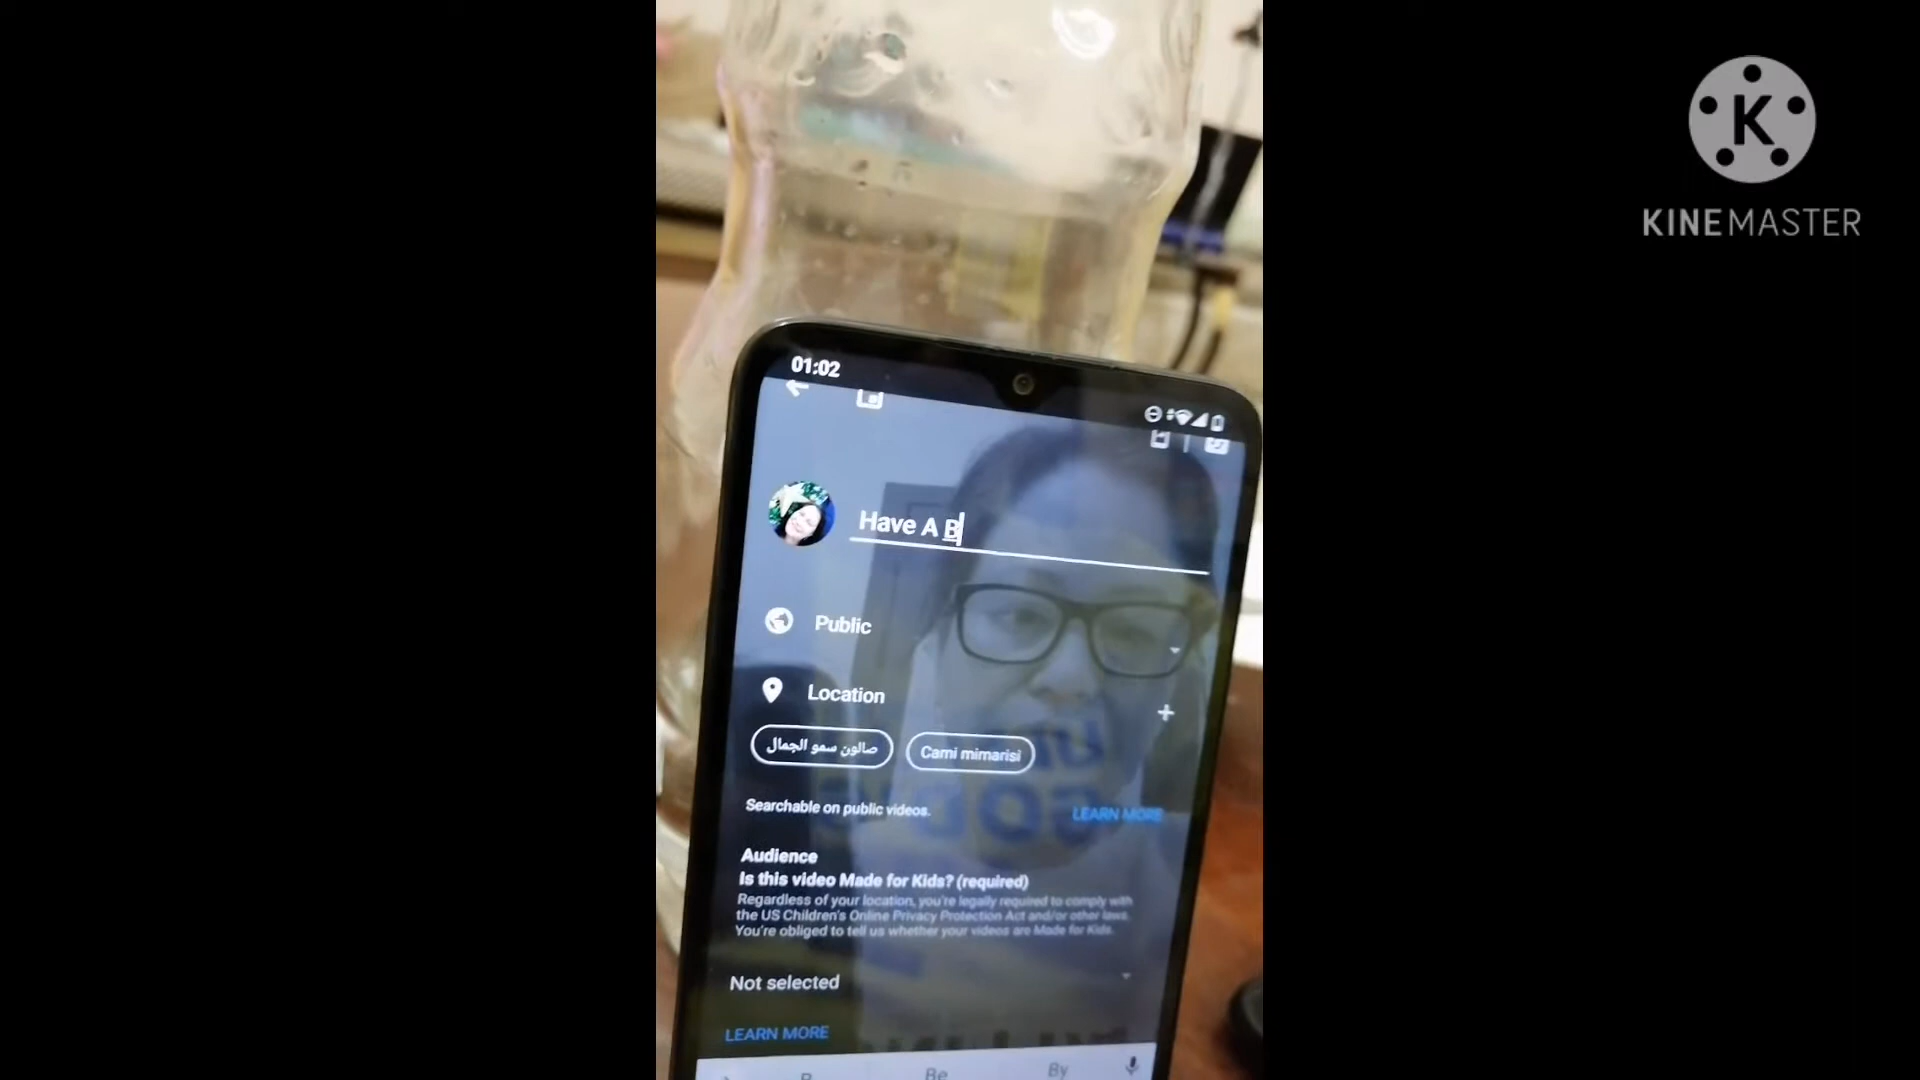 KINEMASTER
01:02
Have A B
Public
Location
صالون سمو الجمال
Cami mimarisi
Searchable on public videos.
LEARN MORE
Audience
Is this video Made for Kids? (required)
Regardless of your location, you're legally required to comply with
the US Children's Online Privacy Protection Act and/or other laws.
You're obliged to tell us whether your videos are Made for Kids.
Not selected
LEARN MORE
B Be By